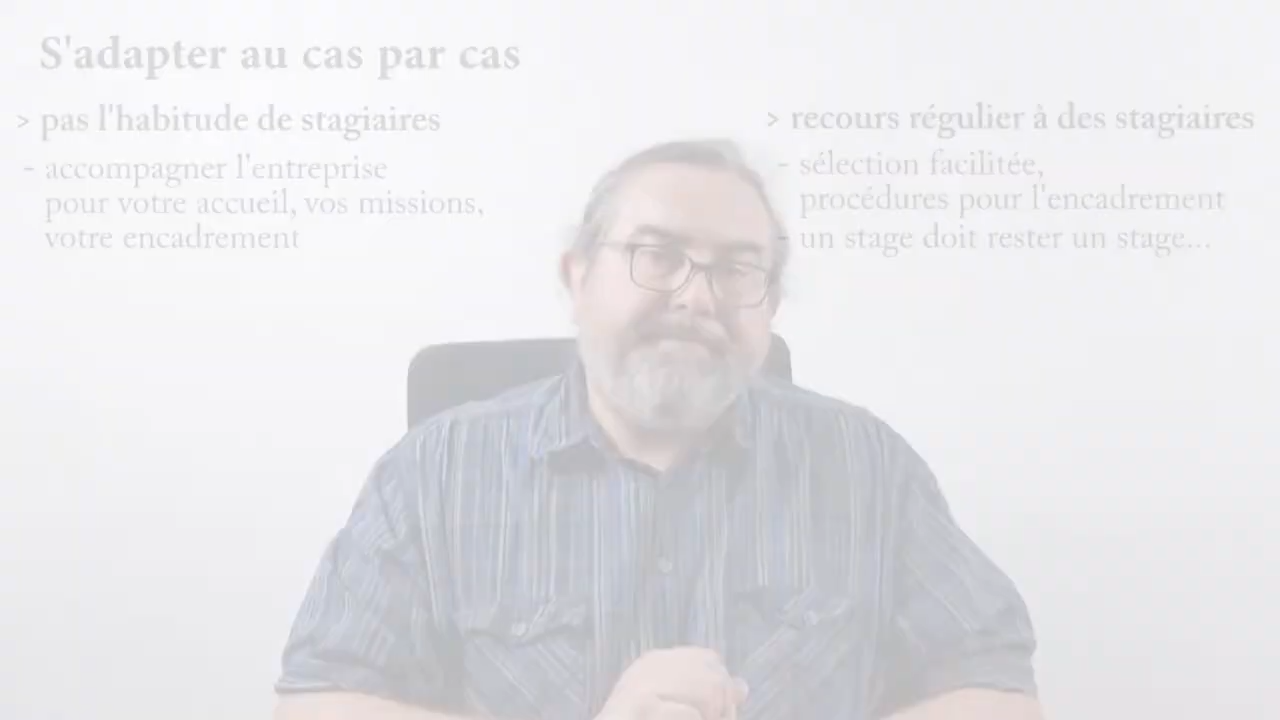 S'adapter au cas par cas
> pas l'habitude de stagiaires
- accompagner l'entreprise
pour votre accueil, vos missions,
votre encadrement
> recours régulier à des stagiaires
- sélection facilitée,
procédures pour l'encadrement
- un stage doit rester un stage...